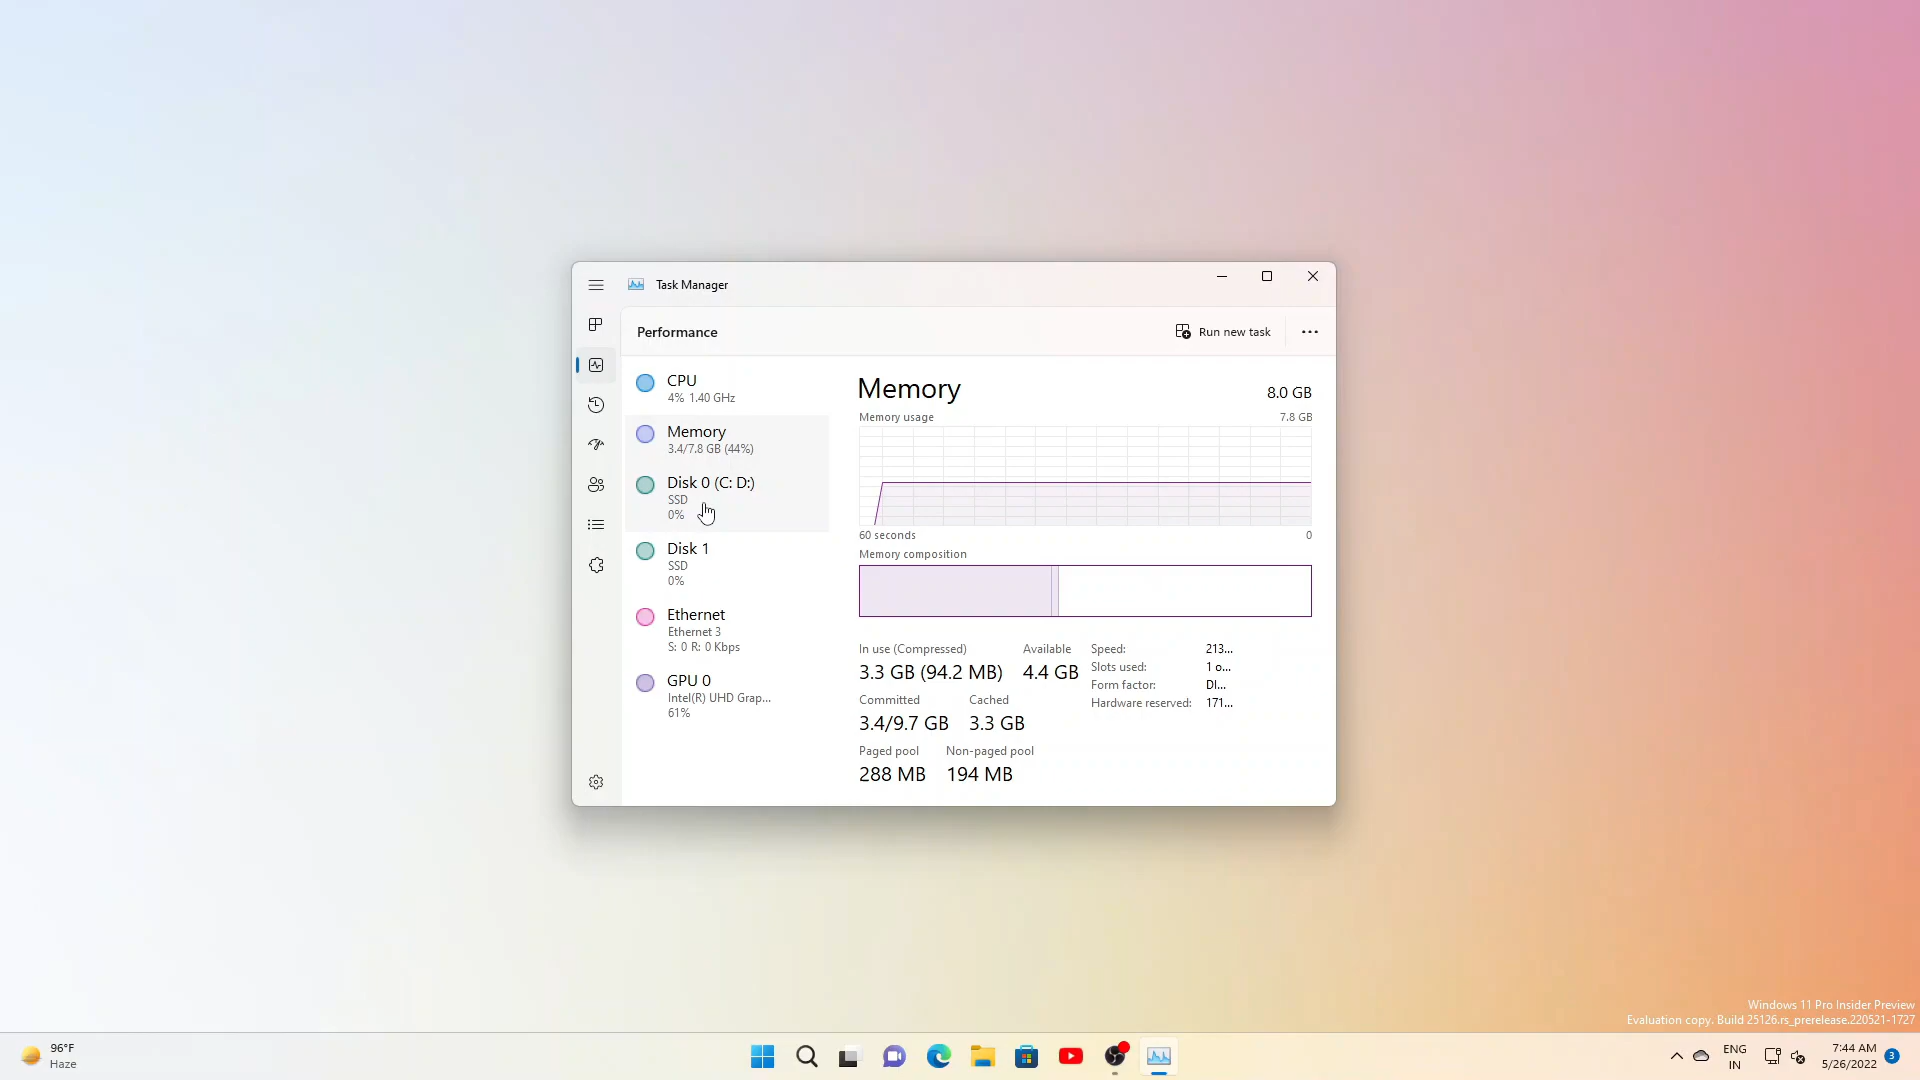 Task Manager
Performance
Run new task
CPU
4% 1.40 GHz
Memory
3.4/7.8 GB (44%)
Disk 0 (C: D:)
SSD
0%
Disk 1
SSD
0%
Ethernet
Ethernet 3
S: 0 R: 0 Kbps
GPU 0
Intel(R) UHD Grap...
61%
Memory
8.0 GB
Memory usage
7.8 GB
60 seconds
0
Memory composition
In use (Compressed)
3.3 GB (94.2 MB)
Available
4.4 GB
Committed
3.4/9.7 GB
Cached
3.3 GB
Paged pool
288 MB
Non-paged pool
194 MB
Speed: 213...
Slots used: 1 o...
Form factor: DI...
Hardware reserved: 171...
Windows 11 Pro Insider Preview
Evaluation copy. Build 25126.rs_prerelease.220521-1727
96°F
Haze
ENG
IN
7:44 AM
5/26/2022
3